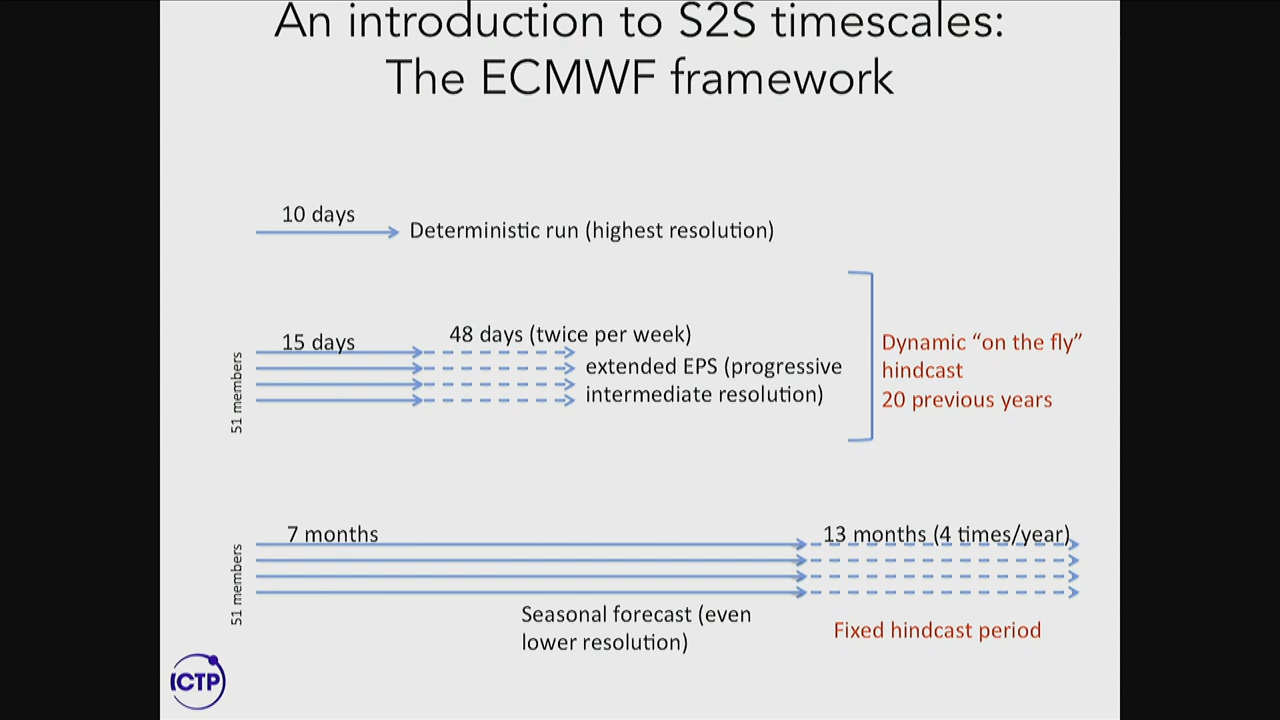 An introduction to S2S timescales:
The ECMWF framework
10 days
Deterministic run (highest resolution)
15 days
48 days (twice per week)
51 members
extended EPS (progressive
intermediate resolution)
Dynamic “on the fly”
hindcast
20 previous years
7 months
13 months (4 times/year)
51 members
Seasonal forecast (even
lower resolution)
Fixed hindcast period
ICTP